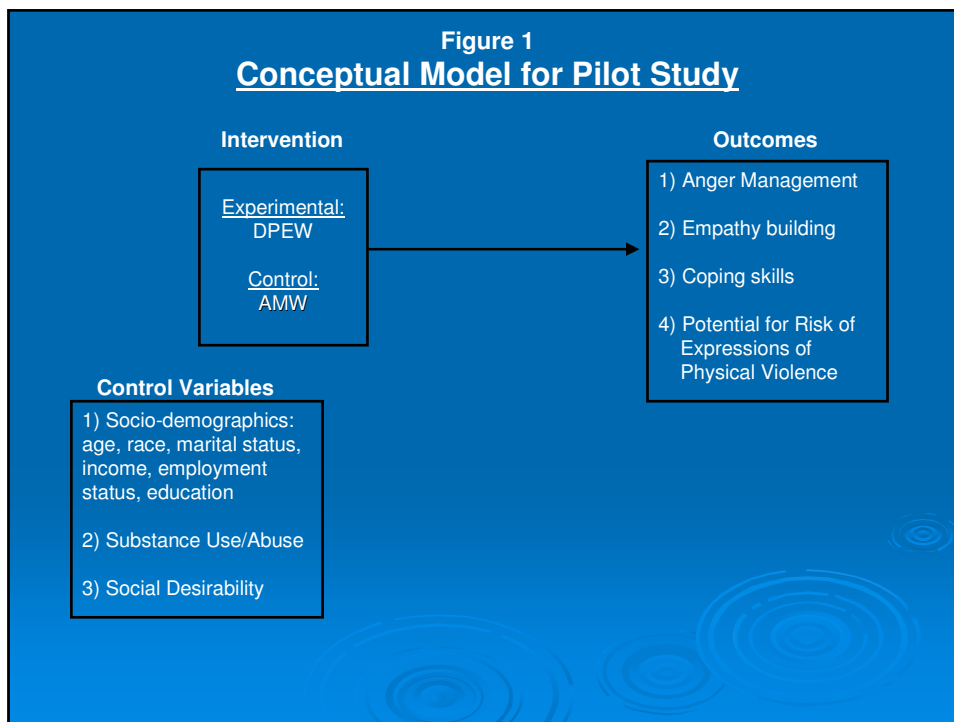 Figure 1
Conceptual Model for Pilot Study
Intervention
Experimental:
DPEW
Control:
AMW
Outcomes
1) Anger Management
2) Empathy building
3) Coping skills
4) Potential for Risk of
Expressions of
Physical Violence
Control Variables
1) Socio-demographics:
age, race, marital status,
income, employment
status, education
2) Substance Use/Abuse
3) Social Desirability